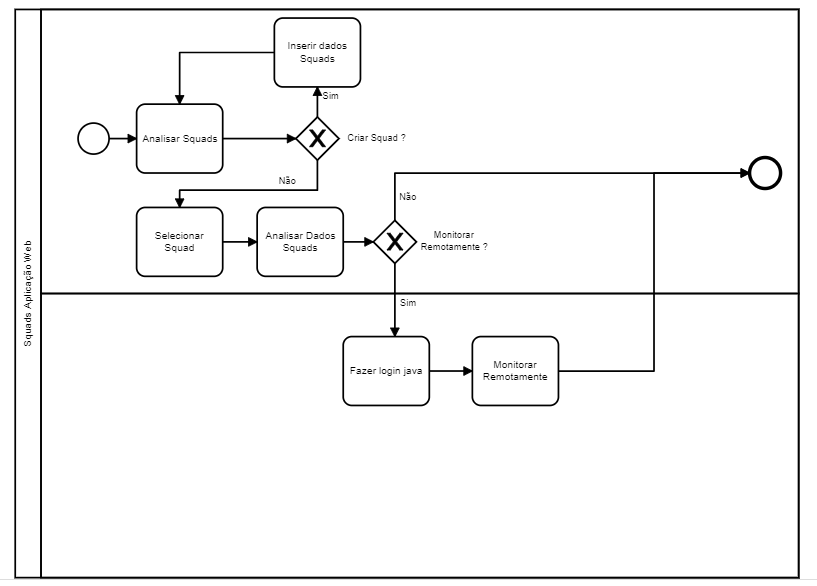 Squads Aplicação Web
Inserir dados
Squads
Sim
Analisar Squads
Criar Squad ?
Não
Selecionar
Squad
Analisar Dados
Squads
Não
Monitorar
Remotamente ?
Sim
Fazer login java
Monitorar
Remotamente